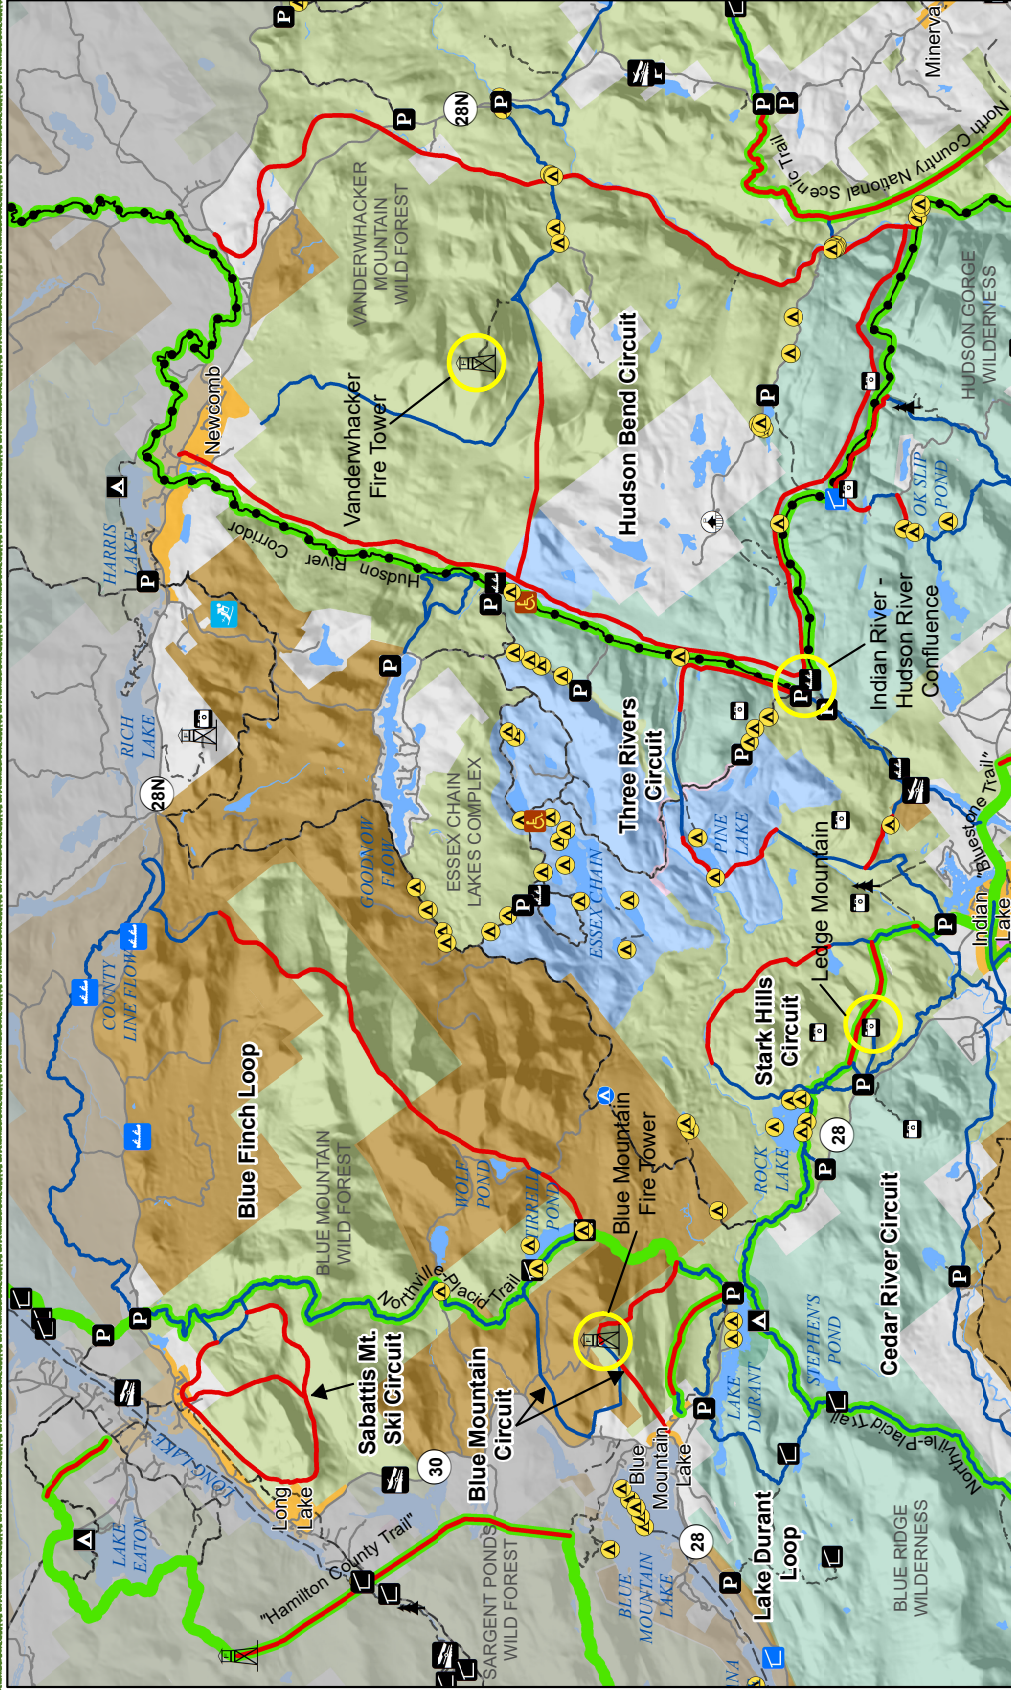 Minerva
North Country National Scenic Trail
28N
VANDERWHACKER
MOUNTAIN
WILD FOREST
HUDSON GORGE
WILDERNESS
Newcomb
Vanderwhacker
Fire Tower
Hudson Bend Circuit
HARRIS
LAKE
Hudson River Corridor
OK SLIP
POND
Indian River -
Hudson River
Confluence
RICH
LAKE
28N
GOODNOW
FLOW
ESSEX CHAIN
LAKES COMPLEX
Three Rivers
Circuit
PINE
LAKE
ESSEX CHAIN
Ledge Mountain
"Bluestone Trail"
Indian
Lake
COUNTY
LINE FLOW
Stark Hills
Circuit
Blue Finch Loop
BLUE MOUNTAIN
WILD FOREST
WOLF
POND
TIRRELL
POND
Blue Mountain
Fire Tower
ROCK
LAKE
28
Cedar River Circuit
Northville-Placid Trail
Sabattis Mt.
Ski Circuit
Blue Mountain
Circuit
LAKE
DURANT
STEPHEN'S
POND
Northville-Placid Trail
LONG LAKE
Long
Lake
30
Blue
Mountain
Lake
28
LAKE
EATON
"Hamilton County Trail"
SARGENT PONDS
WILD FOREST
BLUE
MOUNTAIN
LAKE
Lake Durant
Loop
BLUE RIDGE
WILDERNESS
NA